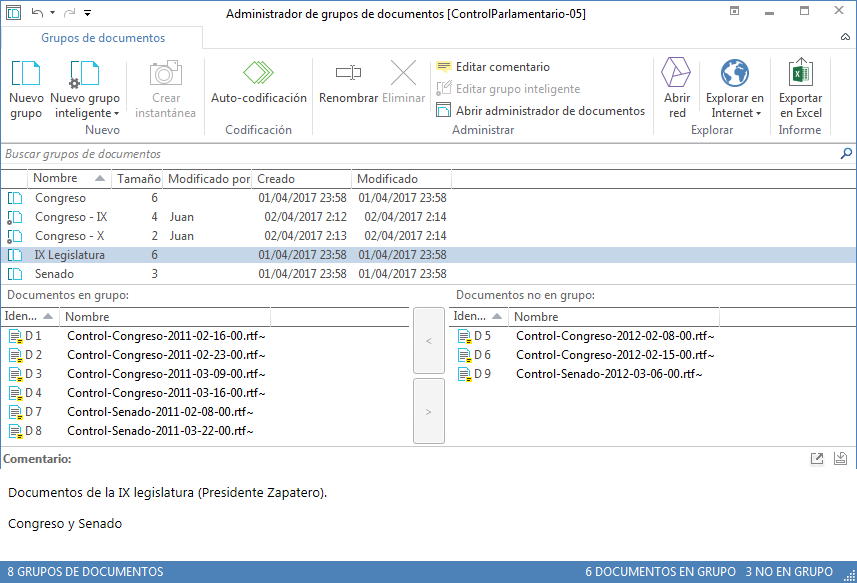 Administrador de grupos de documentos [ControlParlamentario-05]
Grupos de documentos
Nuevo grupo
Nuevo grupo inteligente
Nuevo
Crear instantánea
Auto-codificación
Codificación
Renombrar
Eliminar
Editar comentario
Editar grupo inteligente
Abrir administrador de documentos
Administrar
Abrir red
Explorar en Internet
Explorar
Exportar en Excel
Informe
Buscar grupos de documentos
Nombre Tamaño Modificado por Creado Modificado
Congreso 6 01/04/2017 23:58 01/04/2017 23:58
Congreso - IX 4 Juan 02/04/2017 2:12 02/04/2017 2:14
Congreso - X 2 Juan 02/04/2017 2:13 02/04/2017 2:14
IX Legislatura 6 01/04/2017 23:58 01/04/2017 23:58
Senado 3 01/04/2017 23:58 01/04/2017 23:58
Documentos en grupo:
Iden... Nombre
D 1 Control-Congreso-2011-02-16-00.rtf~
D 2 Control-Congreso-2011-02-23-00.rtf~
D 3 Control-Congreso-2011-03-09-00.rtf~
D 4 Control-Congreso-2011-03-16-00.rtf~
D 7 Control-Senado-2011-02-08-00.rtf~
D 8 Control-Senado-2011-03-22-00.rtf~
<
>
Documentos no en grupo:
Iden... Nombre
D 5 Control-Congreso-2012-02-08-00.rtf~
D 6 Control-Congreso-2012-02-15-00.rtf~
D 9 Control-Senado-2012-03-06-00.rtf~
Comentario:
Documentos de la IX legislatura (Presidente Zapatero).
Congreso y Senado
8 GRUPOS DE DOCUMENTOS 6 DOCUMENTOS EN GRUPO 3 NO EN GRUPO